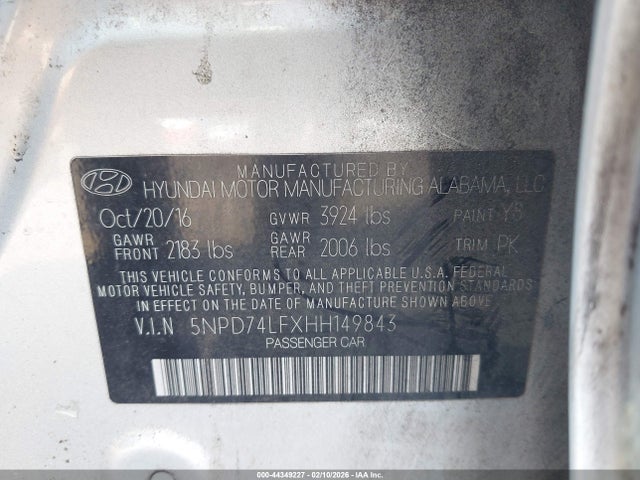 MANUFACTURED BY
HYUNDAI MOTOR MANUFACTURING ALABAMA, LLC
Oct/20/16 GVWR 3924 lbs PAINT Y8
GAWR FRONT 2183 lbs GAWR REAR 2006 lbs TRIM PK
THIS VEHICLE CONFORMS TO ALL APPLICABLE U.S.A. FEDERAL
MOTOR VEHICLE SAFETY, BUMPER, AND THEFT PREVENTION STANDARDS
IN EFFECT ON THE DATE OF MANUFACTURE SHOWN ABOVE.
V.I.N 5NPD74LFXHH149843
PASSENGER CAR
000-44349227 - 02/10/2026 - © IAA Holdings, LLC